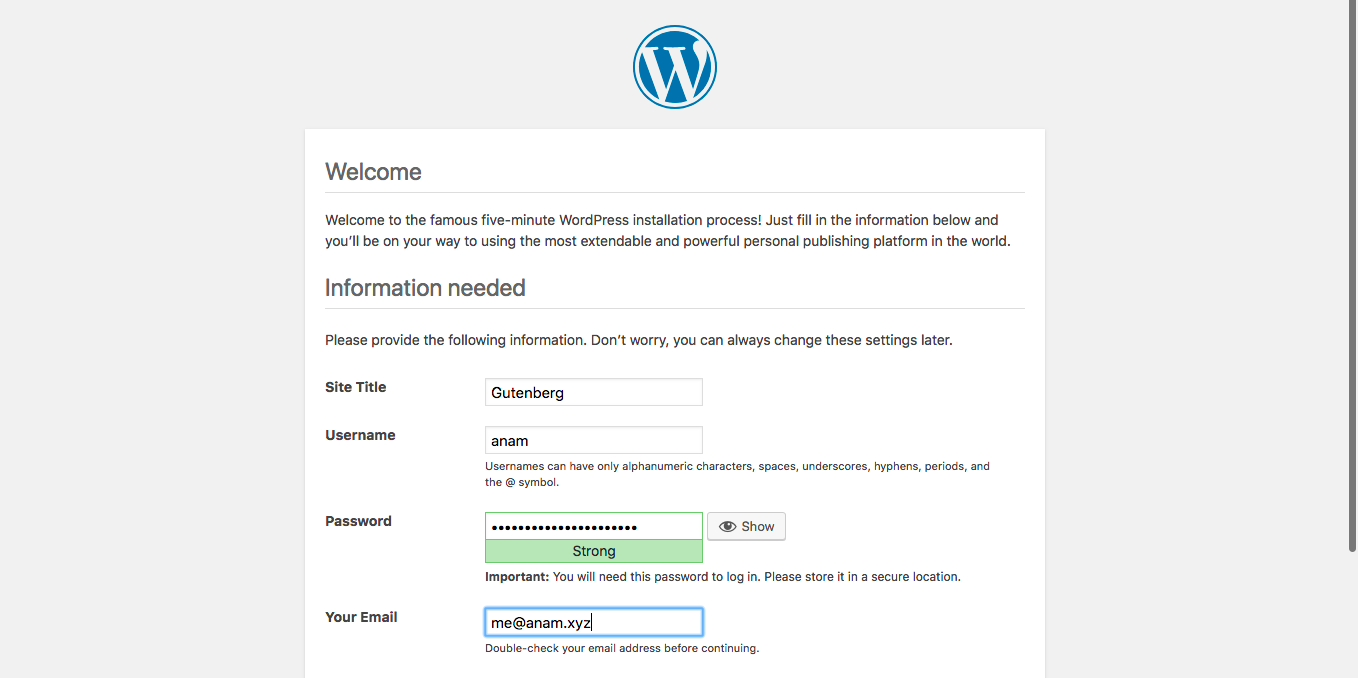 Welcome
Welcome to the famous five-minute WordPress installation process! Just fill in the information below and
you’ll be on your way to using the most extendable and powerful personal publishing platform in the world.
Information needed
Please provide the following information. Don’t worry, you can always change these settings later.
Site Title
Gutenberg
Username
anam
Usernames can have only alphanumeric characters, spaces, underscores, hyphens, periods, and
the @ symbol.
Password
••••••••••••••••••••••
Show
Strong
Important: You will need this password to log in. Please store it in a secure location.
Your Email
me@anam.xyz
Double-check your email address before continuing.